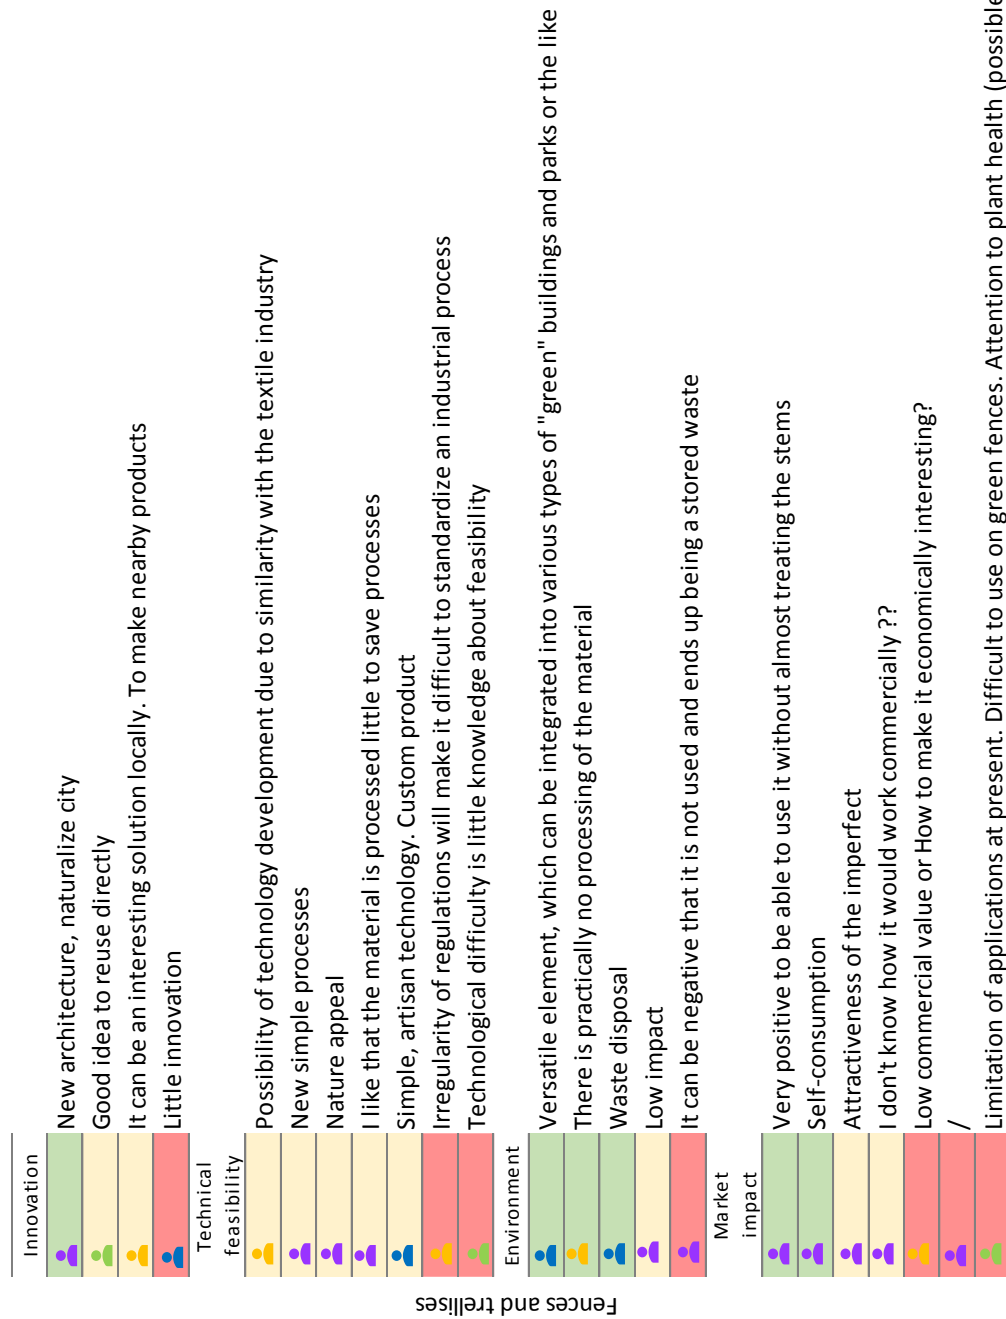 Fences and trellises
Innovation
New architecture, naturalize city
Good idea to reuse directly
It can be an interesting solution locally. To make nearby products
Little innovation
Technical
feasibility
Possibility of technology development due to similarity with the textile industry
New simple processes
Nature appeal
I like that the material is processed little to save processes
Simple, artisan technology. Custom product
Irregularity of regulations will make it difficult to standardize an industrial process
Technological difficulty is little knowledge about feasibility
Environment
Versatile element, which can be integrated into various types of "green" buildings and parks or the like
There is practically no processing of the material
Waste disposal
Low impact
It can be negative that it is not used and ends up being a stored waste
Market
impact
Very positive to be able to use it without almost treating the stems
Self-consumption
Attractiveness of the imperfect
I don't know how it would work commercially ??
Low commercial value or How to make it economically interesting?
/
Limitation of applications at present. Difficult to use on green fences. Attention to plant health (possible